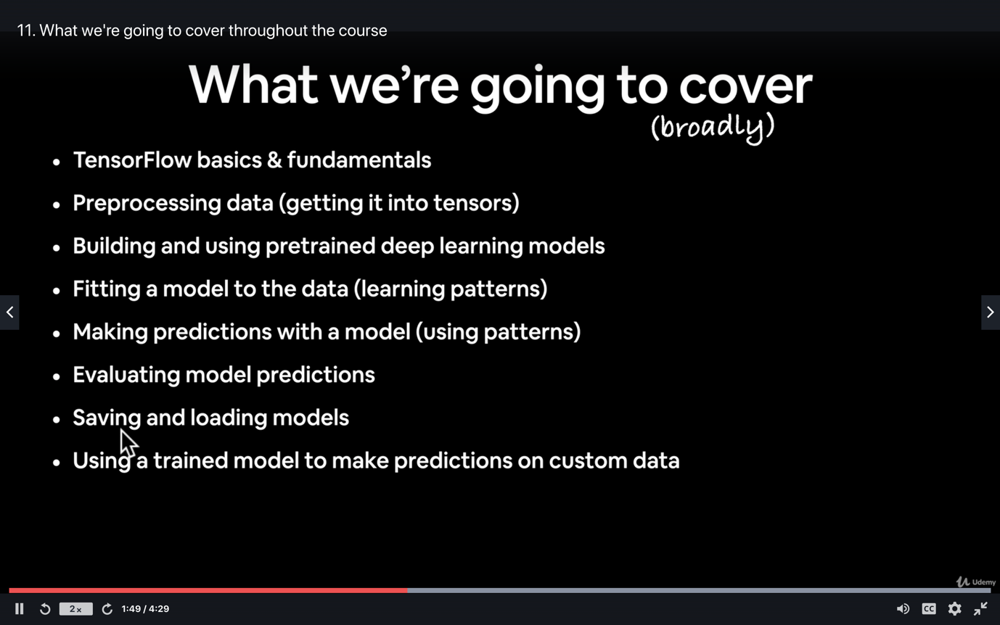 11. What we're going to cover throughout the course
What we're going to cover
(broadly)
• TensorFlow basics & fundamentals
• Preprocessing data (getting it into tensors)
• Building and using pretrained deep learning models
• Fitting a model to the data (learning patterns)
• Making predictions with a model (using patterns)
• Evaluating model predictions
• Saving and loading models
• Using a trained model to make predictions on custom data
Udemy
2x
1:49 / 4:29
CC